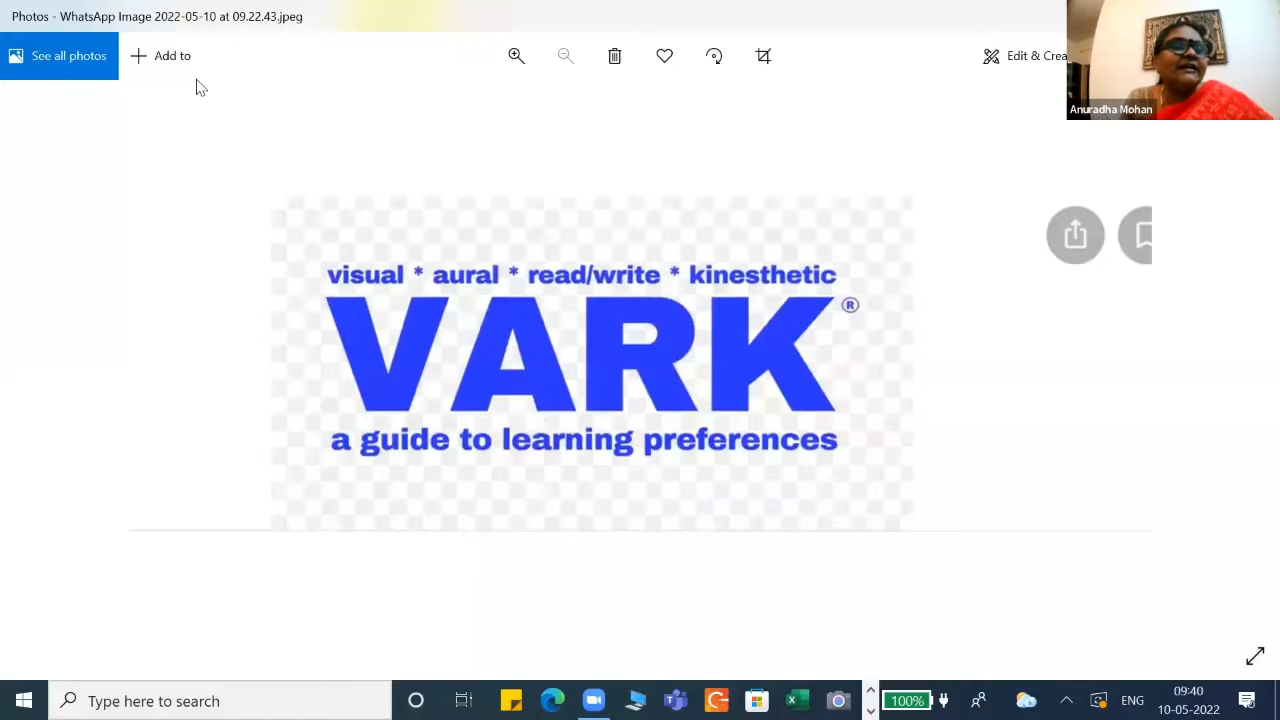 Photos - WhatsApp Image 2022-05-10 at 09.22.43.jpeg
See all photos
Add to
Edit & Crea
Anuradha Mohan
visual * aural * read/write * kinesthetic
VARK®
a guide to learning preferences
Type here to search
100%
ENG
09:40
10-05-2022